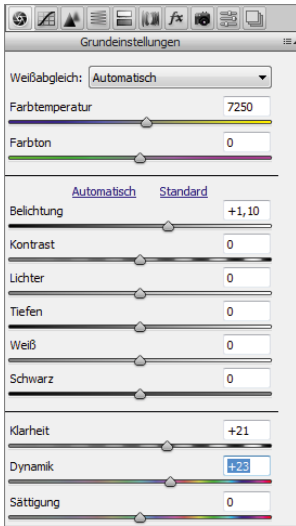 fx
Grundeinstellungen
Weißabgleich: Automatisch
Farbtemperatur 7250
Farbton 0
Automatisch Standard
Belichtung +1,10
Kontrast 0
Lichter 0
Tiefen 0
Weiß 0
Schwarz 0
Klarheit +21
Dynamik +23
Sättigung 0